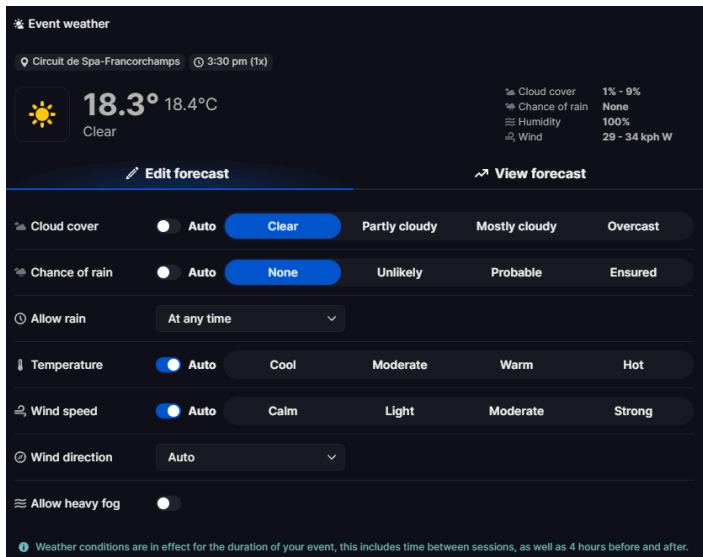 Event weather
Circuit de Spa-Francorchamps 3:30 pm (1x)
18.3° 18.4°C
Clear
Cloud cover 1% - 9%
Chance of rain None
Humidity 100%
Wind 29 - 34 kph W
Edit forecast View forecast
Cloud cover Auto Clear Partly cloudy Mostly cloudy Overcast
Chance of rain Auto None Unlikely Probable Ensured
Allow rain At any time
Temperature Auto Cool Moderate Warm Hot
Wind speed Auto Calm Light Moderate Strong
Wind direction Auto
Allow heavy fog
Weather conditions are in effect for the duration of your event, this includes time between sessions, as well as 4 hours before and after.